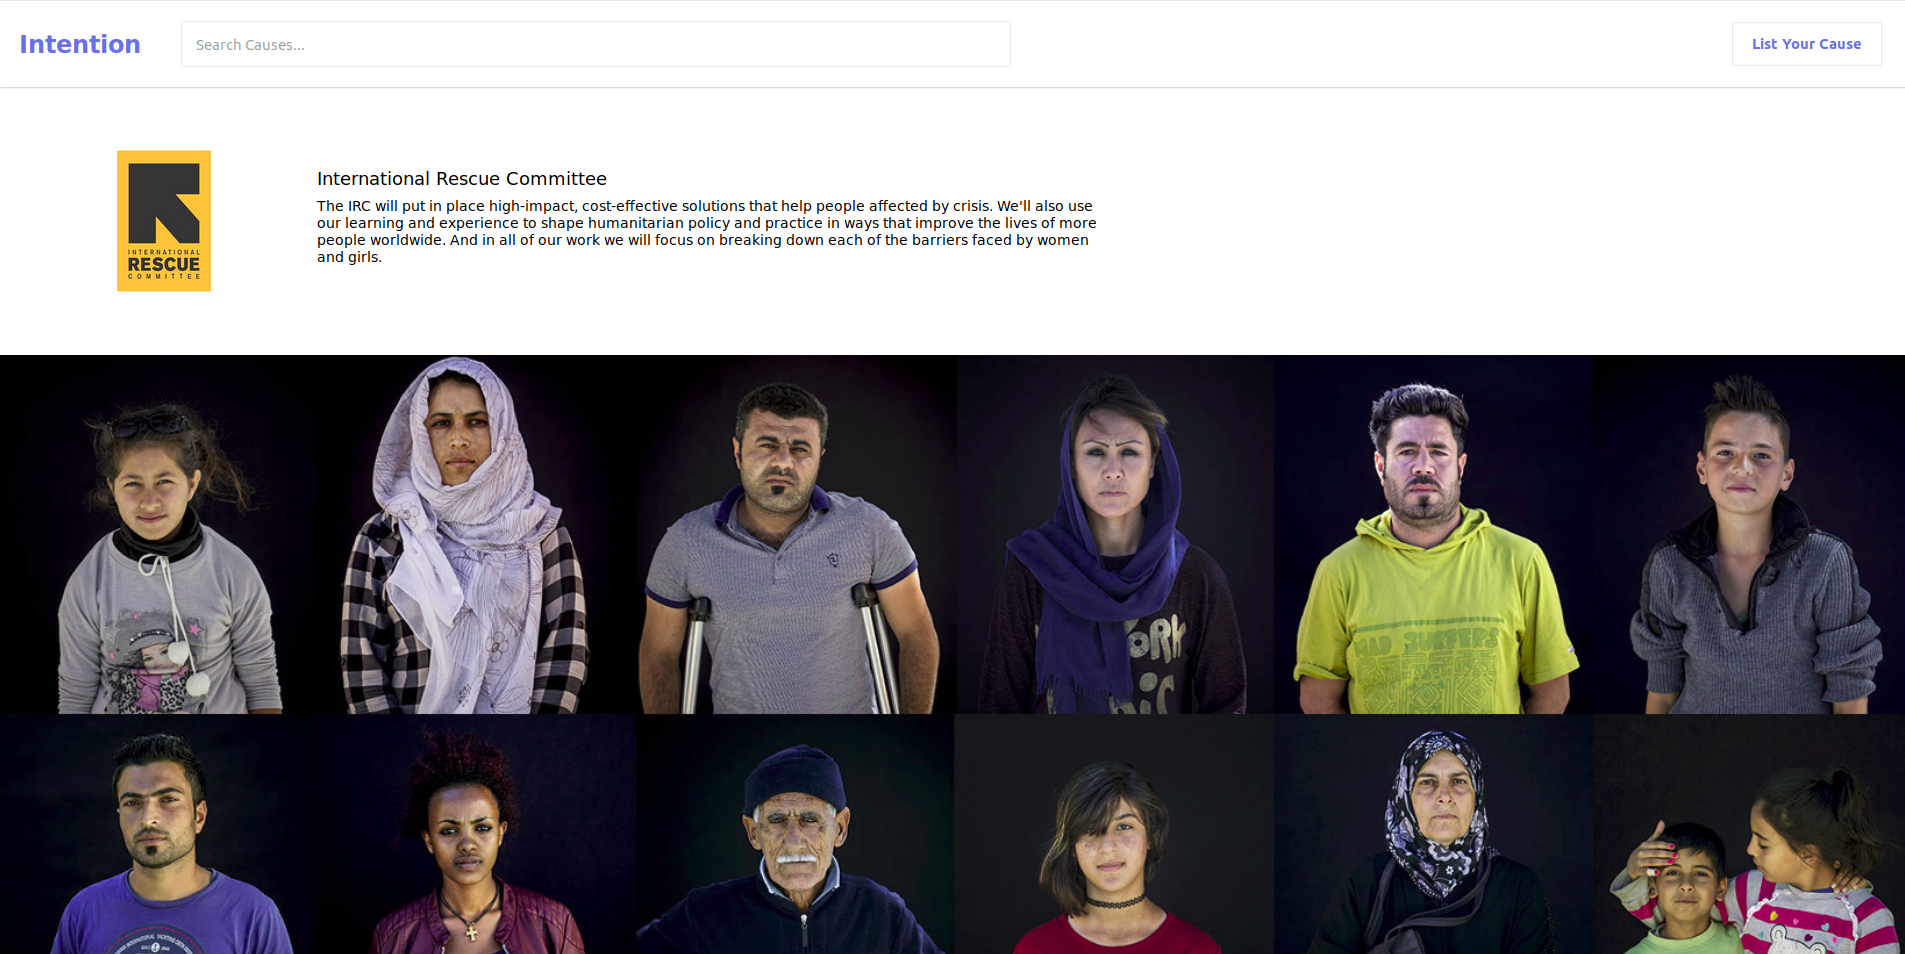 Intention
Search Causes...
List Your Cause
INTERNATIONAL
RESCUE
COMMITTEE
International Rescue Committee
The IRC will put in place high-impact, cost-effective solutions that help people affected by crisis. We'll also use
our learning and experience to shape humanitarian policy and practice in ways that improve the lives of more
people worldwide. And in all of our work we will focus on breaking down each of the barriers faced by women
and girls.
MAD SURFERS